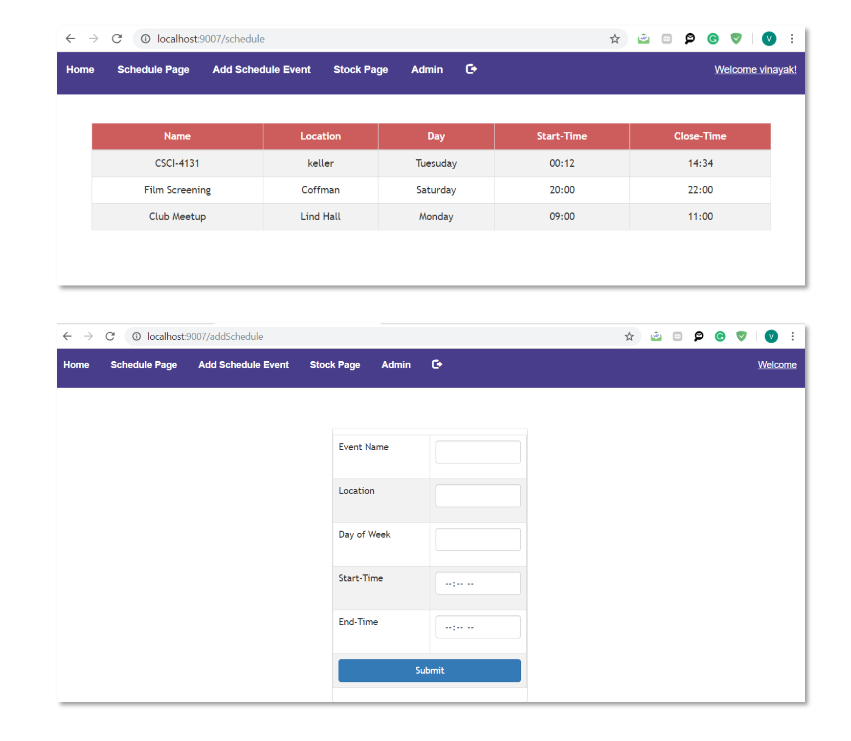 localhost:9007/schedule
V
Home Schedule Page Add Schedule Event Stock Page Admin Welcome vinayak!
Name Location Day Start-Time Close-Time
CSCI-4131 keller Tuesuday 00:12 14:34
Film Screening Coffman Saturday 20:00 22:00
Club Meetup Lind Hall Monday 09:00 11:00
localhost:9007/addSchedule
V
Home Schedule Page Add Schedule Event Stock Page Admin Welcome
Event Name
Location
Day of Week
Start-Time --:-- --
End-Time --:-- --
Submit